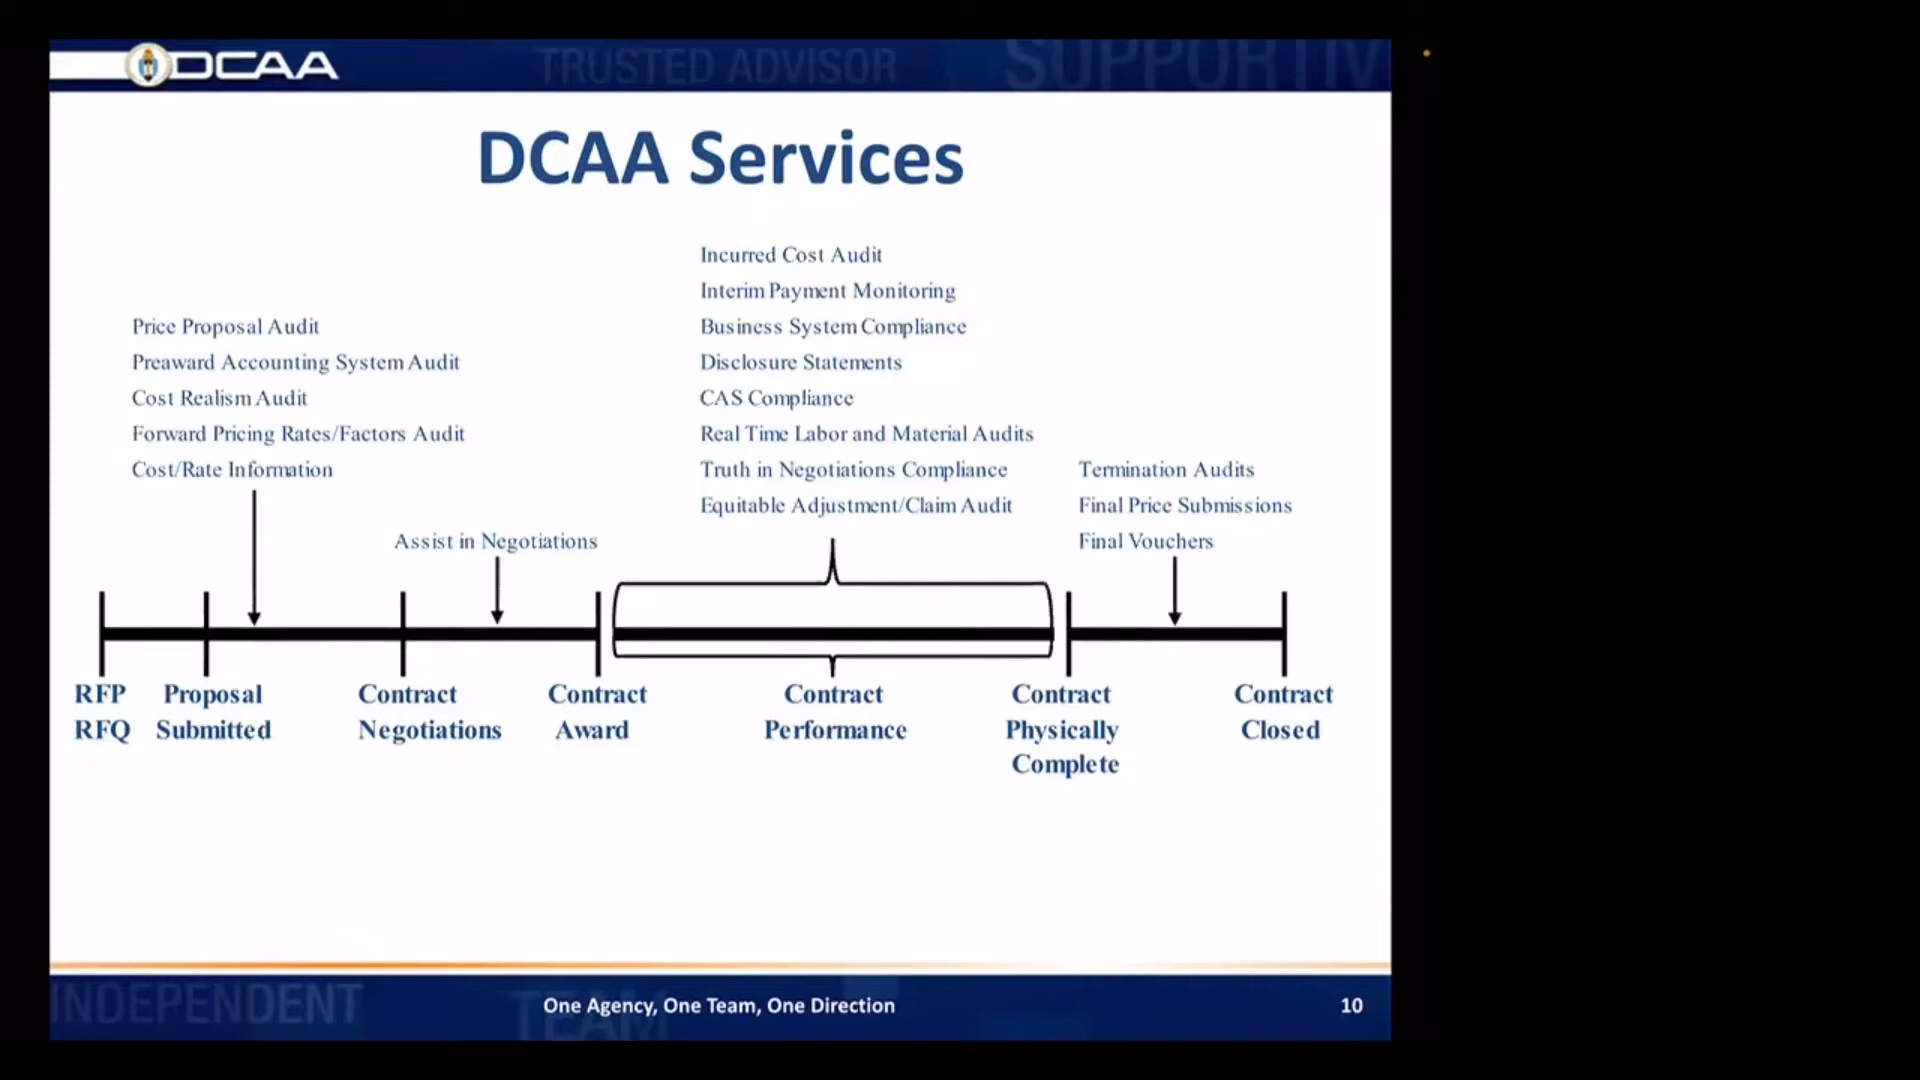 DCAA
TRUSTED ADVISOR
SUPPORTIV
DCAA Services
Incurred Cost Audit
Interim Payment Monitoring
Business System Compliance
Disclosure Statements
CAS Compliance
Real Time Labor and Material Audits
Truth in Negotiations Compliance
Equitable Adjustment/Claim Audit
Price Proposal Audit
Preaward Accounting System Audit
Cost Realism Audit
Forward Pricing Rates/Factors Audit
Cost/Rate Information
Assist in Negotiations
Termination Audits
Final Price Submissions
Final Vouchers
RFP
RFQ
Proposal
Submitted
Contract
Negotiations
Contract
Award
Contract
Performance
Contract
Physically
Complete
Contract
Closed
INDEPENDENT
TEAM
One Agency, One Team, One Direction
10